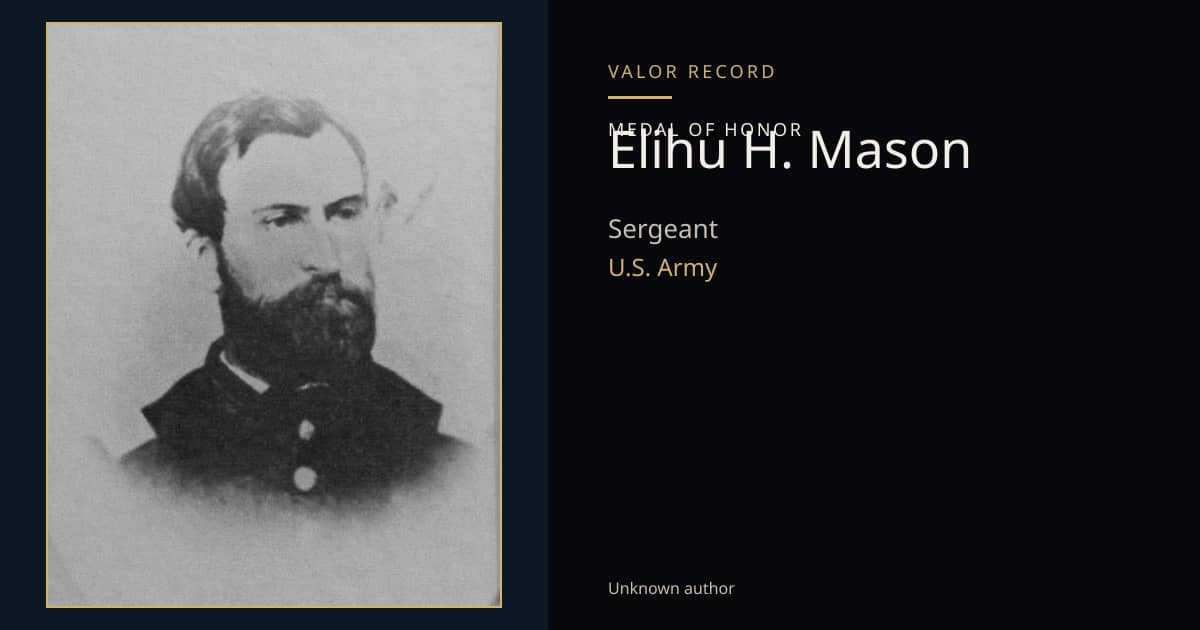 VALOR RECORD
MEDAL OF HONOR
Elihu H. Mason
Sergeant
U.S. Army
Unknown author